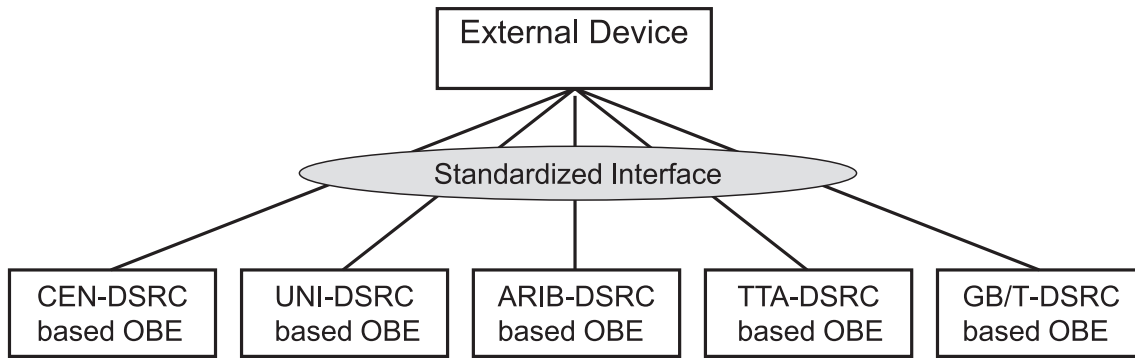 External Device
Standardized Interface
CEN-DSRC
based OBE
UNI-DSRC
based OBE
ARIB-DSRC
based OBE
TTA-DSRC
based OBE
GB/T-DSRC
based OBE